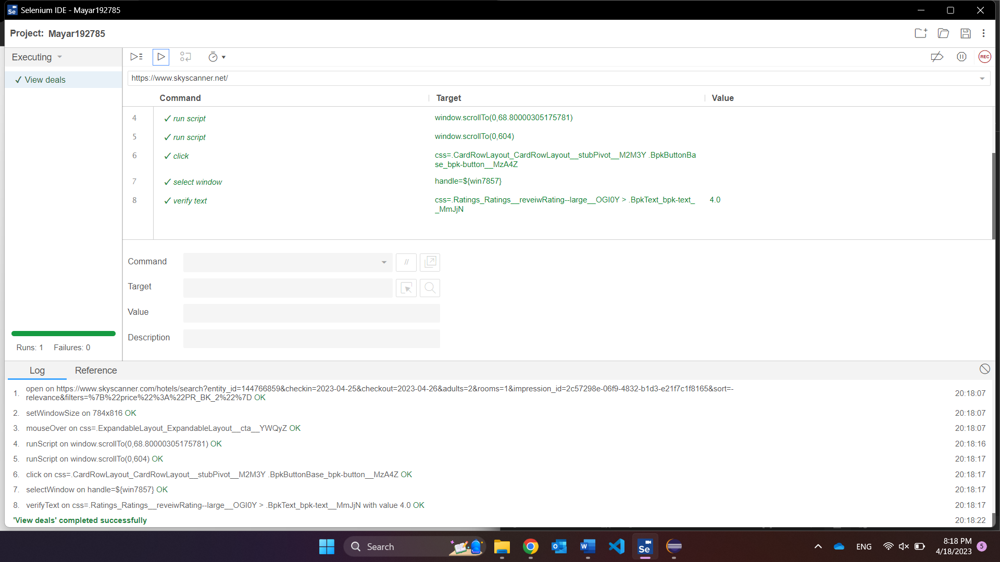 Selenium IDE - Mayar192785
Project: Mayar192785
Executing
✓ View deals
https://www.skyscanner.net/
Command Target Value
4 ✓ run script window.scrollTo(0,68.80000305175781)
5 ✓ run script window.scrollTo(0,604)
6 ✓ click css=.CardRowLayout_CardRowLayout__stubPivot__M2M3Y .BpkButtonBa
se_bpk-button__MzA4Z
7 ✓ select window handle=${win7857}
8 ✓ verify text css=.Ratings_Ratings__reveiwRating--large__OGI0Y > .BpkText_bpk-text_ 4.0
_MmJjN
Command //
Target
Value
Description
Runs: 1 Failures: 0
Log Reference
1. open on https://www.skyscanner.com/hotels/search?entity_id=144766859&checkin=2023-04-25&checkout=2023-04-26&adults=2&rooms=1&impression_id=2c57298e-06f9-4832-b1d3-e21f7c1f8165&sort=-
relevance&filters=%7B%22price%22%3A%22PR_BK_2%22%7D OK 20:18:07
2. setWindowSize on 784x816 OK 20:18:07
3. mouseOver on css=.ExpandableLayout_ExpandableLayout__cta__YWQyZ OK 20:18:07
4. runScript on window.scrollTo(0,68.80000305175781) OK 20:18:16
5. runScript on window.scrollTo(0,604) OK 20:18:17
6. click on css=.CardRowLayout_CardRowLayout__stubPivot__M2M3Y .BpkButtonBase_bpk-button__MzA4Z OK 20:18:17
7. selectWindow on handle=${win7857} OK 20:18:17
8. verifyText on css=.Ratings_Ratings__reveiwRating--large__OGI0Y > .BpkText_bpk-text__MmJjN with value 4.0 OK 20:18:17
'View deals' completed successfully 20:18:22
Search
ENG
8:18 PM
4/18/2023
5
REC
Se